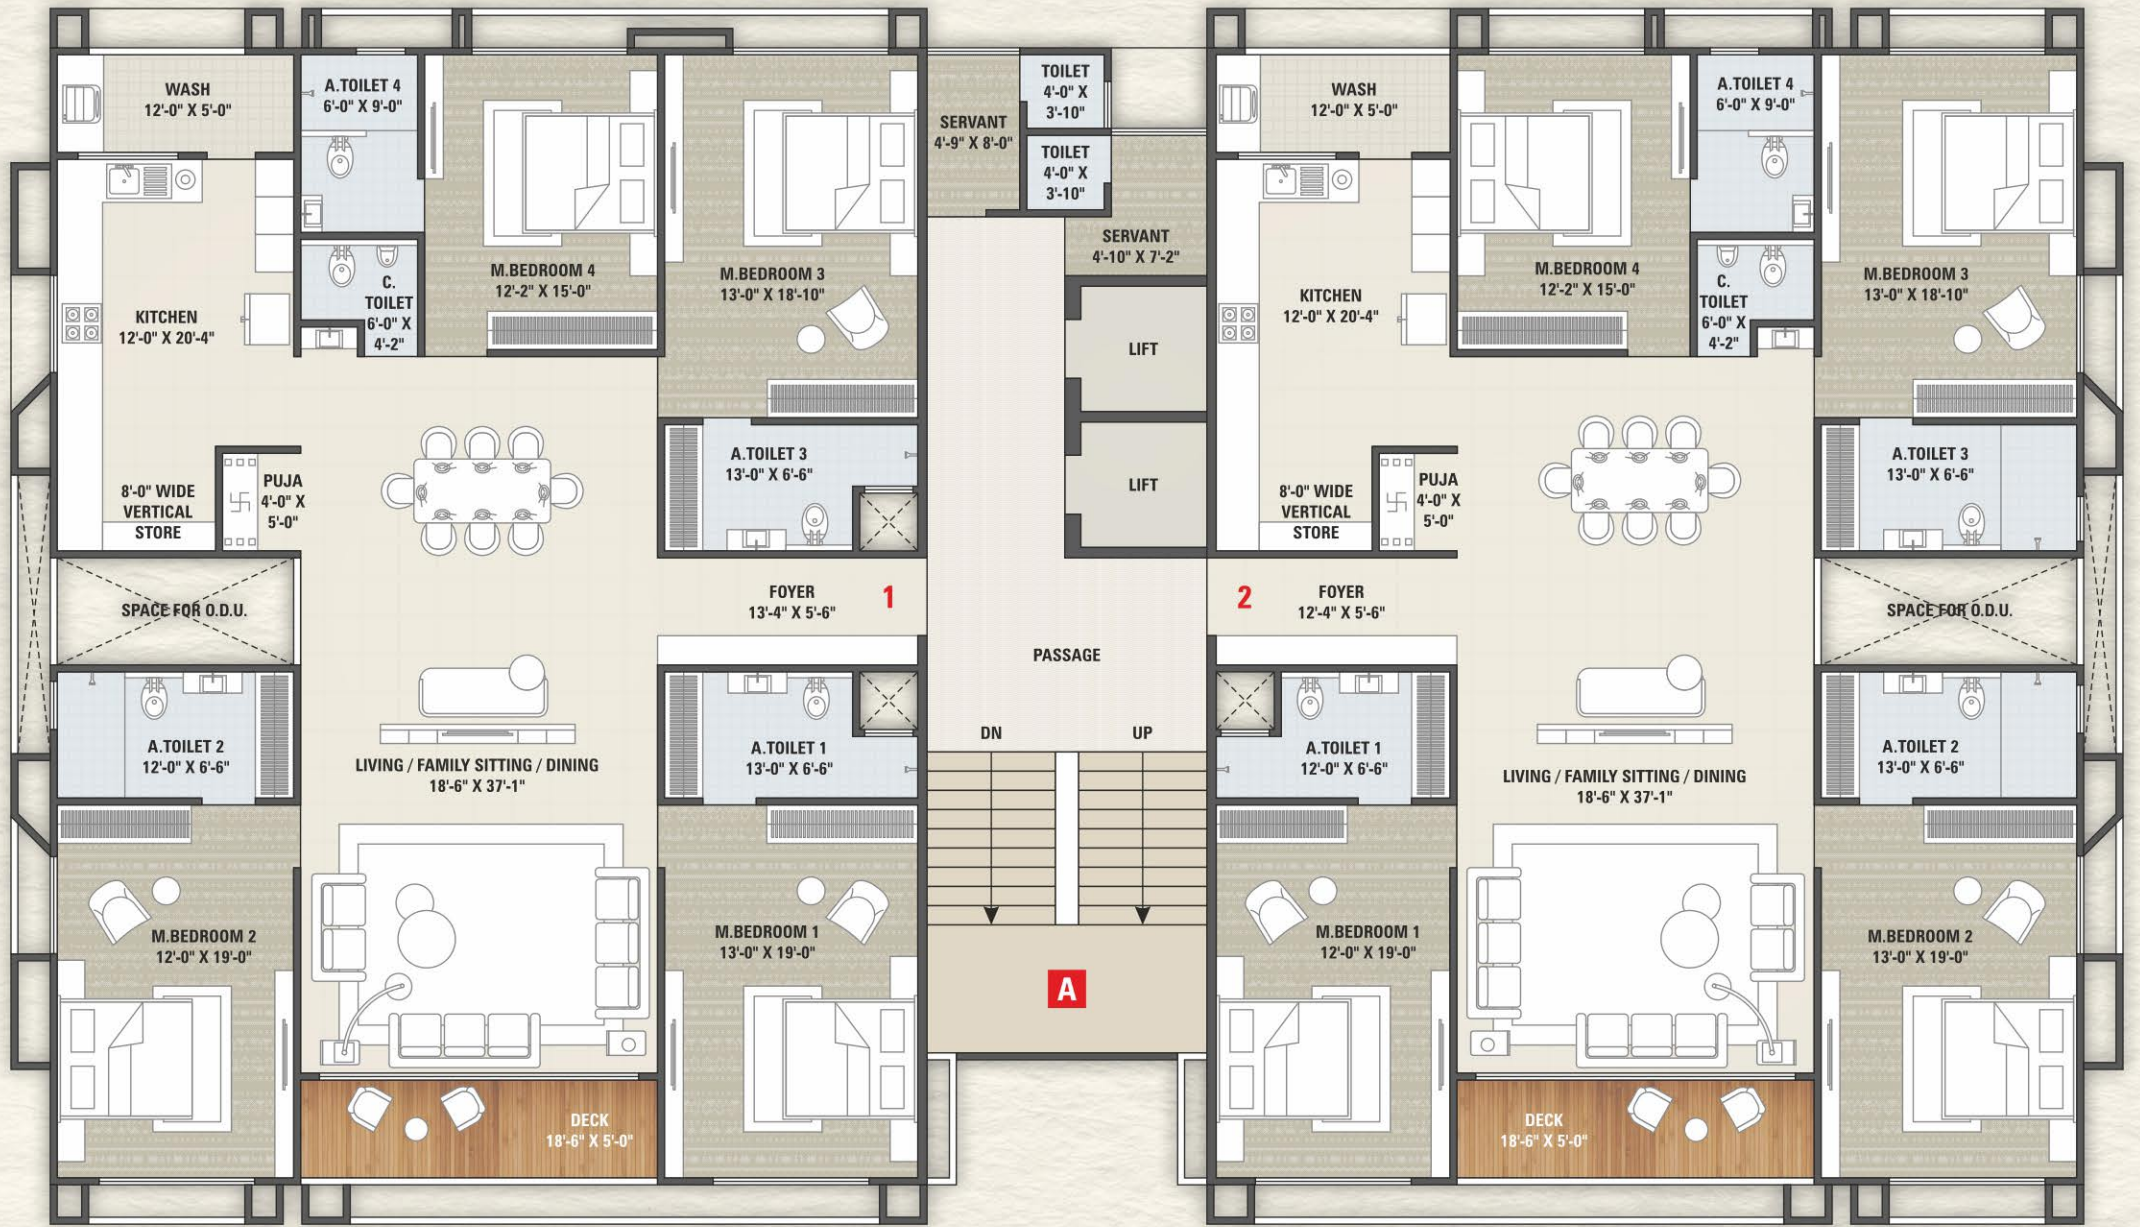 WASH
12'-0" X 5'-0"
A.TOILET 4
6'-0" X 9'-0"
M.BEDROOM 4
12'-2" X 15'-0"
M.BEDROOM 3
13'-0" X 18'-10"
C.
TOILET
6'-0" X
4'-2"
KITCHEN
12'-0" X 20'-4"
8'-0" WIDE
VERTICAL
STORE
PUJA
4'-0" X
5'-0"
A.TOILET 3
13'-0" X 6'-6"
FOYER
13'-4" X 5'-6"
1
SPACE FOR O.D.U.
A.TOILET 2
12'-0" X 6'-6"
LIVING / FAMILY SITTING / DINING
18'-6" X 37'-1"
A.TOILET 1
13'-0" X 6'-6"
M.BEDROOM 2
12'-0" X 19'-0"
M.BEDROOM 1
13'-0" X 19'-0"
DECK
18'-6" X 5'-0"
SERVANT
4'-9" X 8'-0"
TOILET
4'-0" X
3'-10"
TOILET
4'-0" X
3'-10"
SERVANT
4'-10" X 7'-2"
LIFT
LIFT
PASSAGE
DN
UP
A
WASH
12'-0" X 5'-0"
M.BEDROOM 4
12'-2" X 15'-0"
A.TOILET 4
6'-0" X 9'-0"
C.
TOILET
6'-0" X
4'-2"
M.BEDROOM 3
13'-0" X 18'-10"
KITCHEN
12'-0" X 20'-4"
8'-0" WIDE
VERTICAL
STORE
PUJA
4'-0" X
5'-0"
A.TOILET 3
13'-0" X 6'-6"
2
FOYER
12'-4" X 5'-6"
SPACE FOR O.D.U.
A.TOILET 1
12'-0" X 6'-6"
LIVING / FAMILY SITTING / DINING
18'-6" X 37'-1"
A.TOILET 2
13'-0" X 6'-6"
M.BEDROOM 1
12'-0" X 19'-0"
M.BEDROOM 2
13'-0" X 19'-0"
DECK
18'-6" X 5'-0"